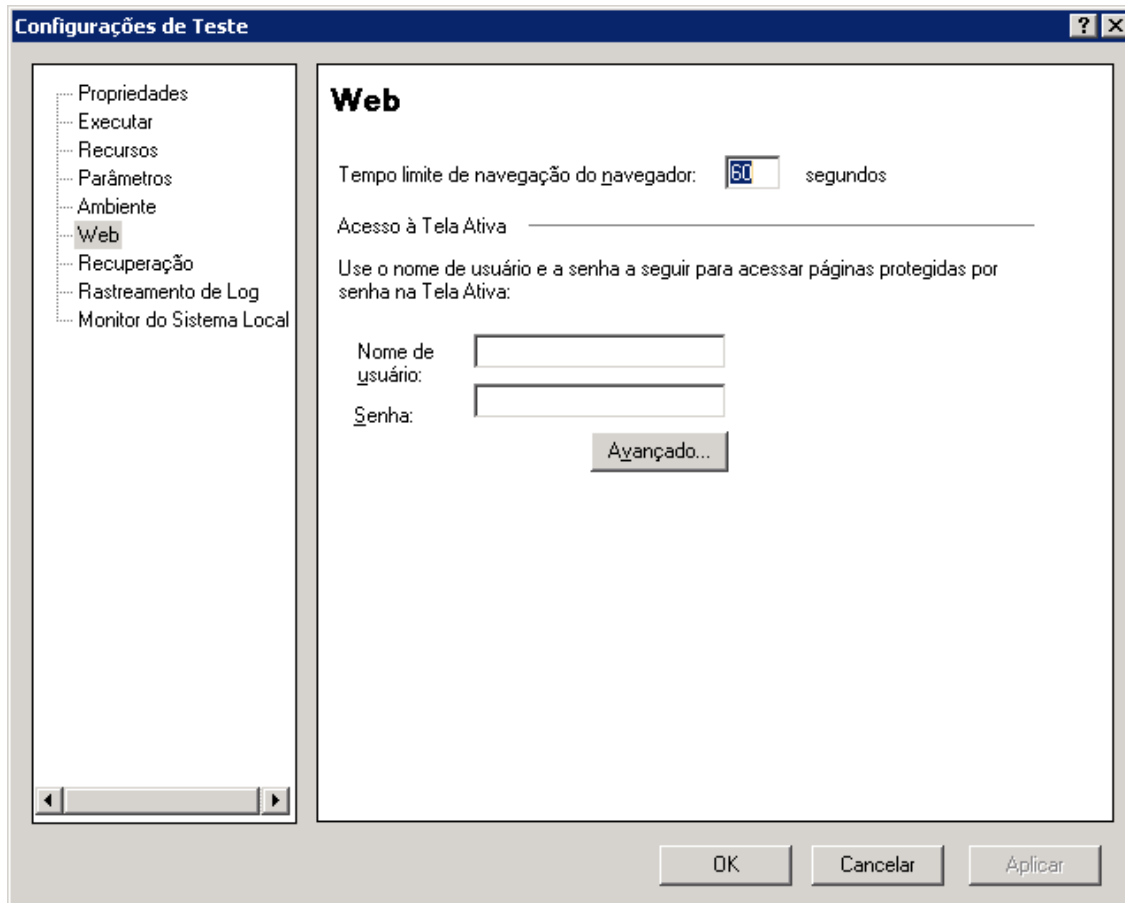 Configurações de Teste
Propriedades
Executar
Recursos
Parâmetros
Ambiente
Web
Recuperação
Rastreamento de Log
Monitor do Sistema Local
Web
Tempo limite de navegação do navegador: 60 segundos
Acesso à Tela Ativa
Use o nome de usuário e a senha a seguir para acessar páginas protegidas por
senha na Tela Ativa:
Nome de
usuário:
Senha:
Avançado...
OK Cancelar Aplicar